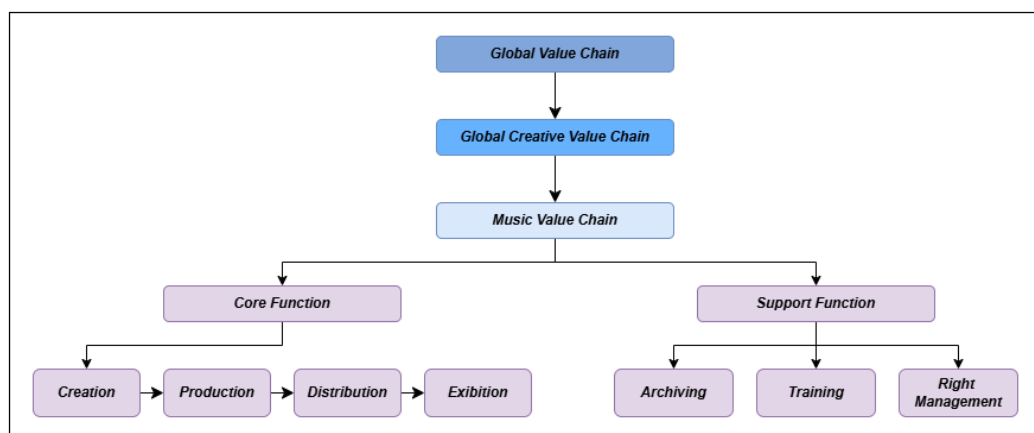 Global Value Chain
Global Creative Value Chain
Music Value Chain
Core Function
Support Function
Creation
Production
Distribution
Exibition
Archiving
Training
Right
Management